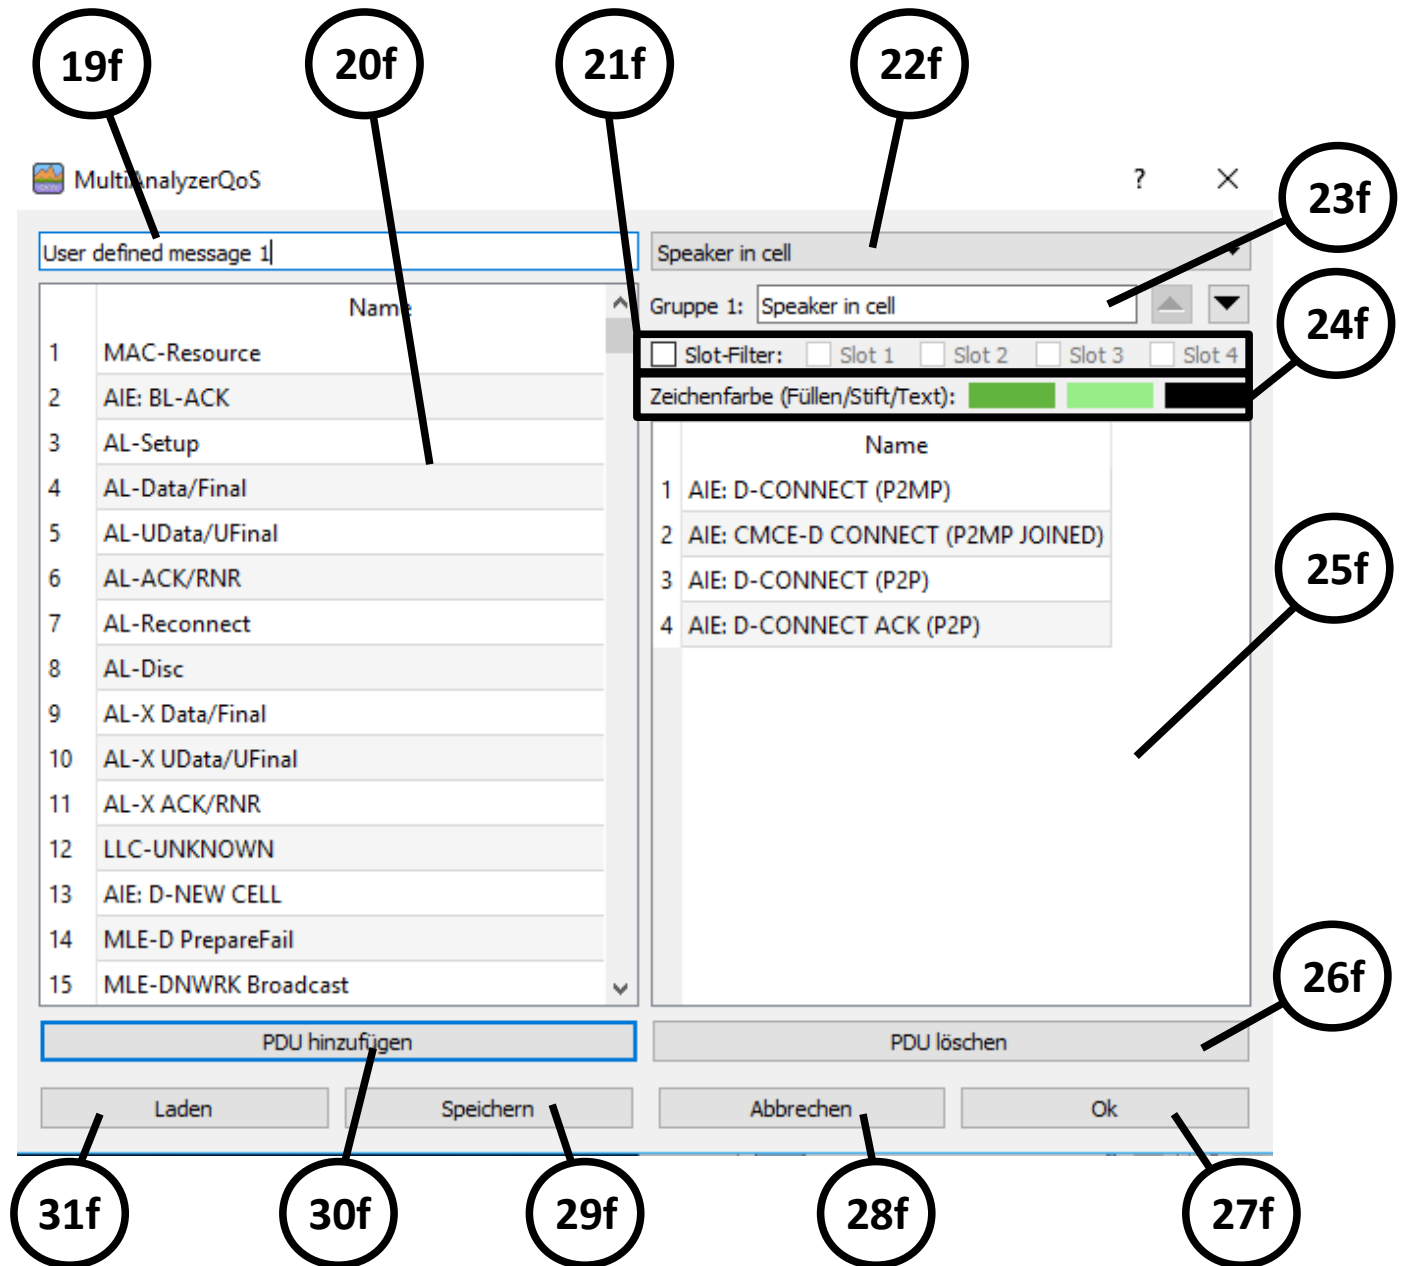 19f 20f 21f 22f
MultiAnalyzerQoS ?
23f
User defined message 1 Speaker in cell
Name
Gruppe 1: Speaker in cell
24f
Slot-Filter: Slot 1 Slot 2 Slot 3 Slot 4
Zeichenfarbe (Füllen/Stift/Text):
1 MAC-Resource
2 AIE: BL-ACK
3 AL-Setup
4 AL-Data/Final
5 AL-UData/UFinal
6 AL-ACK/RNR
7 AL-Reconnect
8 AL-Disc
9 AL-X Data/Final
10 AL-X UData/UFinal
11 AL-X ACK/RNR
12 LLC-UNKNOWN
13 AIE: D-NEW CELL
14 MLE-D PrepareFail
15 MLE-DNWRK Broadcast
Name
1 AIE: D-CONNECT (P2MP)
2 AIE: CMCE-D CONNECT (P2MP JOINED)
3 AIE: D-CONNECT (P2P)
4 AIE: D-CONNECT ACK (P2P)
25f
26f
PDU hinzufügen PDU löschen
Laden Speichern Abbrechen Ok
31f 30f 29f 28f 27f